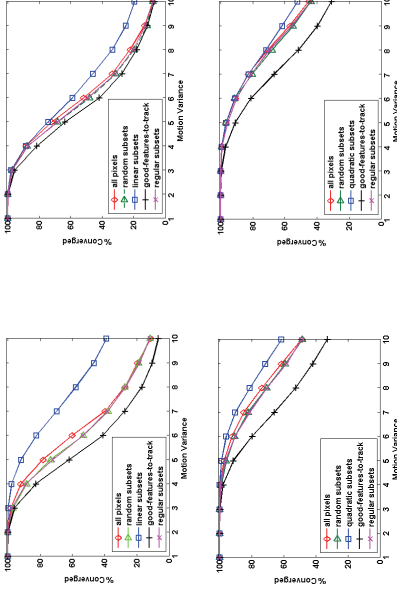 100
80
60
40
20
0
% Converged
all pixels
random subsets
linear subsets
good-features-to-track
regular subsets
1 2 3 4 5 6 7 8 9 10
Motion Variance
100
80
60
40
20
0
% Converged
all pixels
random subsets
linear subsets
good-features-to-track
regular subsets
1 2 3 4 5 6 7 8 9 10
Motion Variance
100
80
60
40
20
0
% Converged
all pixels
random subsets
quadratic subsets
good-features-to-track
regular subsets
1 2 3 4 5 6 7 8 9 10
Motion Variance
100
80
60
40
20
0
% Converged
all pixels
random subsets
quadratic subsets
good-features-to-track
regular subsets
1 2 3 4 5 6 7 8 9 10
Motion Variance